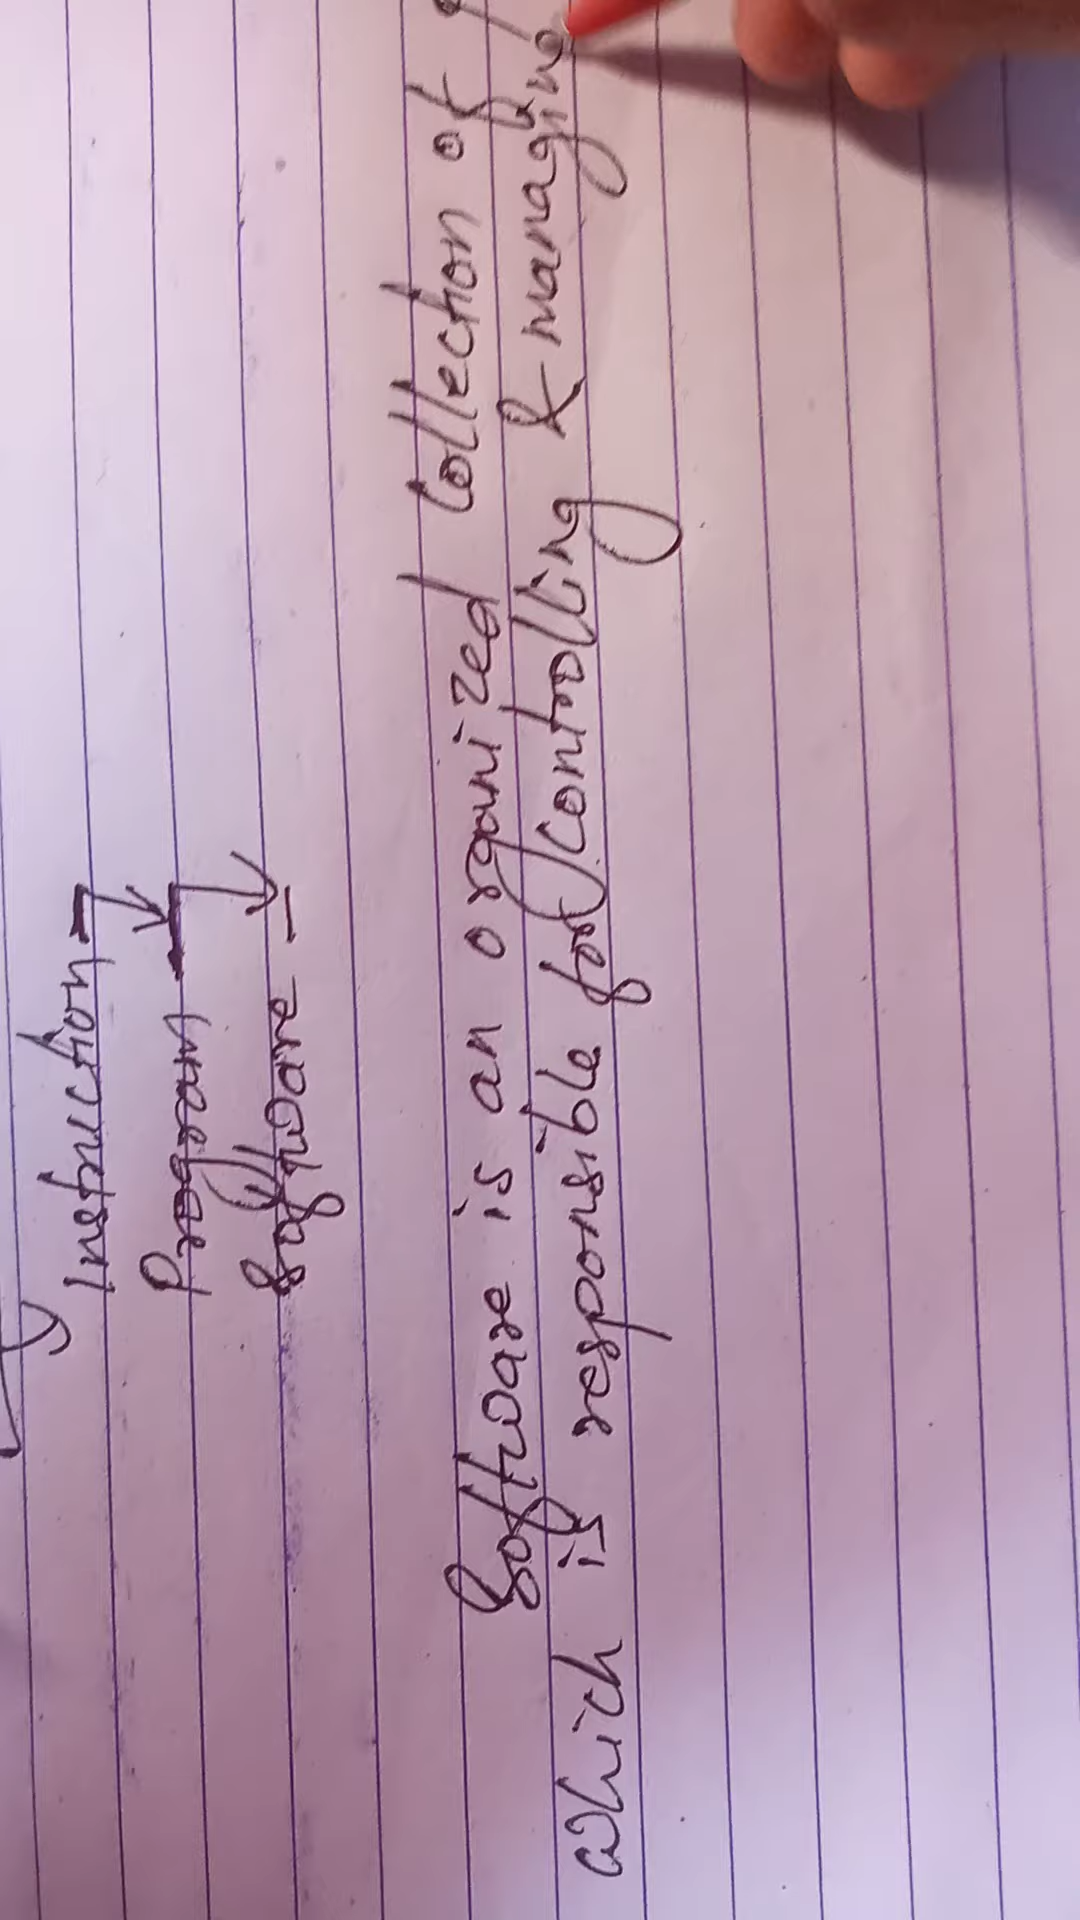 Instruction
Program
Software -
Software is an organized Collection of
which is responsible for Controlling & managing